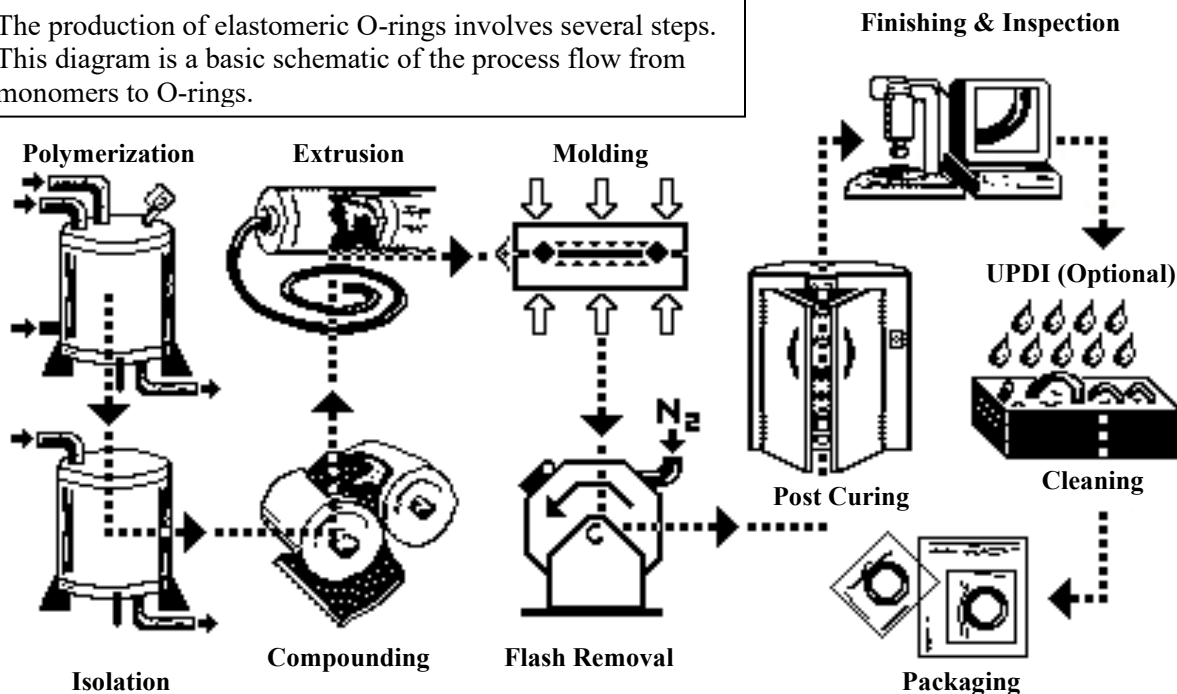 The production of elastomeric O-rings involves several steps.
This diagram is a basic schematic of the process flow from
monomers to O-rings.
Finishing & Inspection
Polymerization
Extrusion
Molding
UPDI (Optional)
N2
Post Curing
Cleaning
Isolation
Compounding
Flash Removal
Packaging